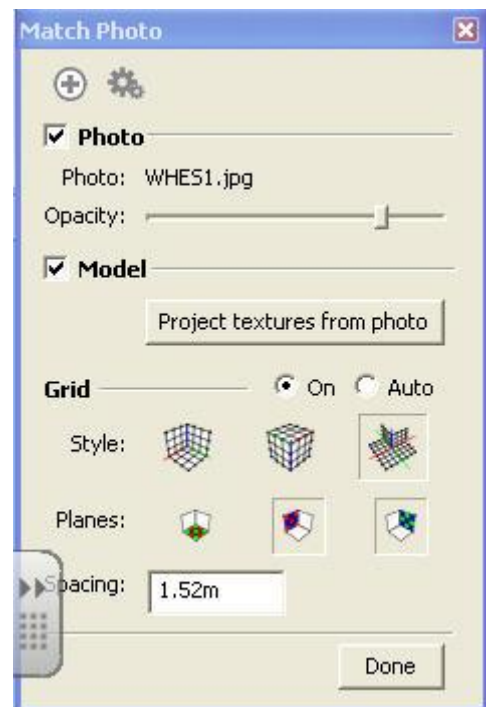 Match Photo
Photo
Photo: WHES1.jpg
Opacity:
Model
Project textures from photo
Grid On Auto
Style:
Planes:
Spacing: 1.52m
Done